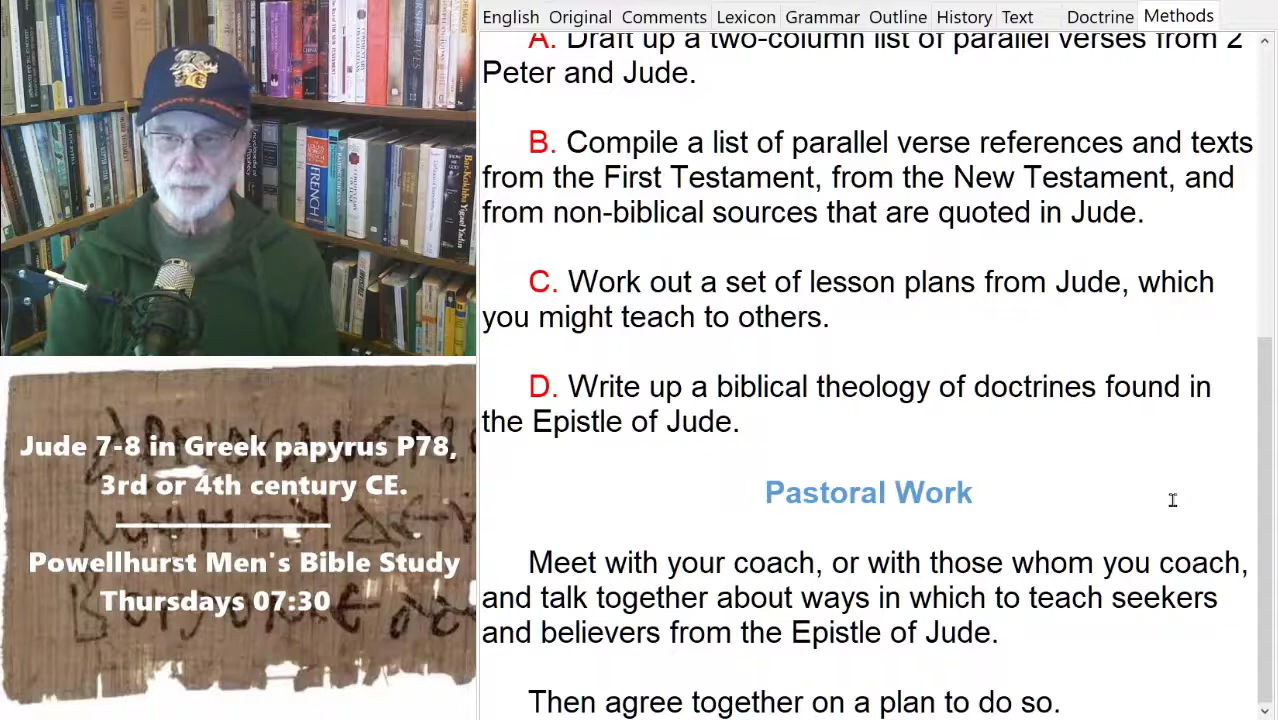 English Original Comments Lexicon Grammar Outline History Text Doctrine Methods
A. Draft up a two-column list of parallel verses from 2
Peter and Jude.
B. Compile a list of parallel verse references and texts
from the First Testament, from the New Testament, and
from non-biblical sources that are quoted in Jude.
C. Work out a set of lesson plans from Jude, which
you might teach to others.
D. Write up a biblical theology of doctrines found in
the Epistle of Jude.
Pastoral Work
Meet with your coach, or with those whom you coach,
and talk together about ways in which to teach seekers
and believers from the Epistle of Jude.
Then agree together on a plan to do so.
FRENCH
Bar-Kokhba Yigael Yadin
Jude 7-8 in Greek papyrus P78,
3rd or 4th century CE.
Powellhurst Men's Bible Study
Thursdays 07:30